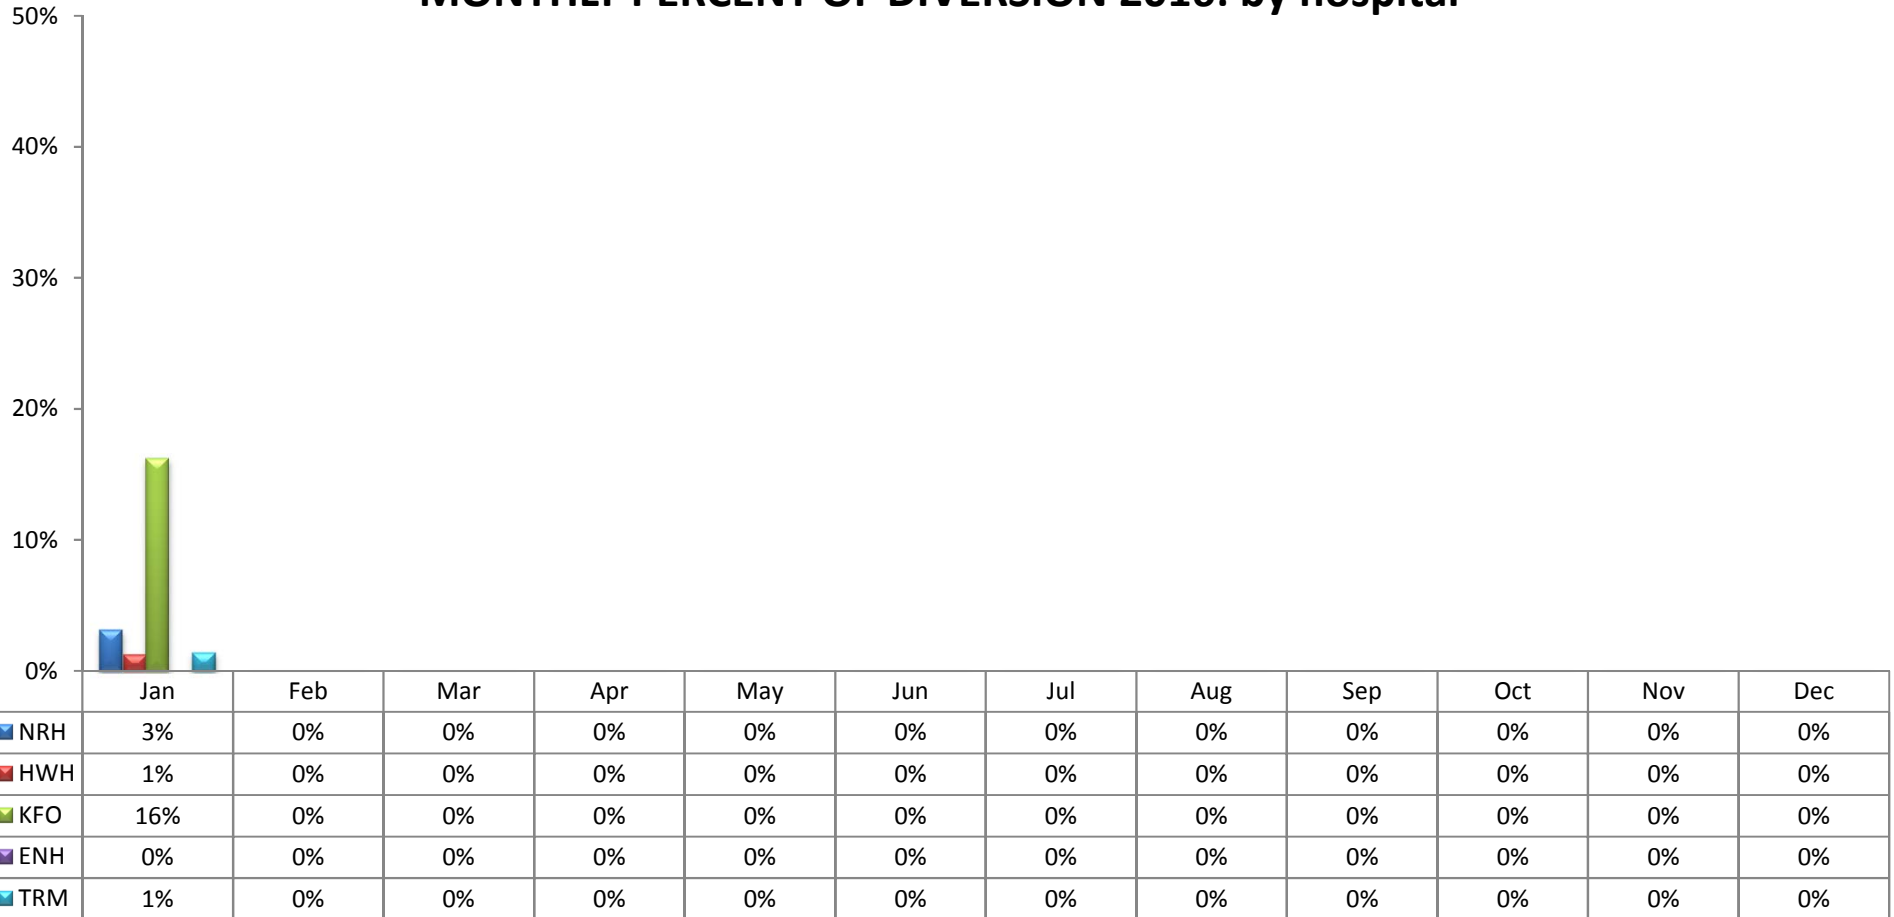 MONTHLY PERCENT OF DIVERSION by hospital
50%
40%
30%
20%
10%
0%
Jan Feb Mar Apr May Jun Jul Aug Sep Oct Nov Dec
NRH 3% 0% 0% 0% 0% 0% 0% 0% 0% 0% 0% 0%
HWH 1% 0% 0% 0% 0% 0% 0% 0% 0% 0% 0% 0%
KFO 16% 0% 0% 0% 0% 0% 0% 0% 0% 0% 0% 0%
ENH 0% 0% 0% 0% 0% 0% 0% 0% 0% 0% 0% 0%
TRM 1% 0% 0% 0% 0% 0% 0% 0% 0% 0% 0% 0%